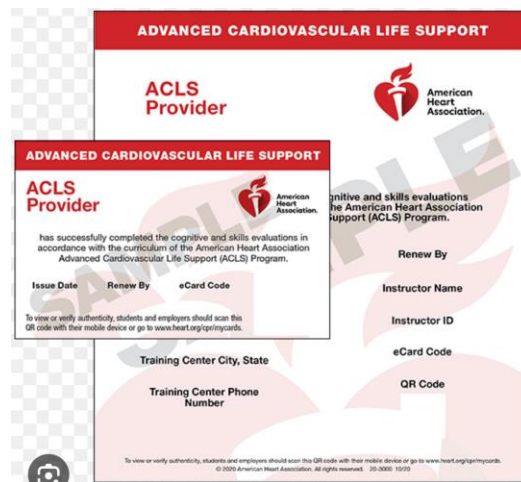 ADVANCED CARDIOVASCULAR LIFE SUPPORT
ACLS
Provider
American
Heart
Association.
SAMPLE
gnitive and skills evaluations
the American Heart Association
Support (ACLS) Program.
Renew By
Instructor Name
Instructor ID
eCard Code
QR Code
Training Center City, State
Training Center Phone
Number
To view or verify authenticity, students and employers should scan this QR code with their mobile device or go to www.heart.org/cpr/mycards.
© 2020 American Heart Association. All rights reserved. 20-3000 10/20
ADVANCED CARDIOVASCULAR LIFE SUPPORT
ACLS
Provider
American
Heart
Association.
SAMPLE
has successfully completed the cognitive and skills evaluations in
accordance with the curriculum of the American Heart Association
Advanced Cardiovascular Life Support (ACLS) Program.
Issue Date Renew By eCard Code
To view or verify authenticity, students and employers should scan this
QR code with their mobile device or go to www.heart.org/cpr/mycards.